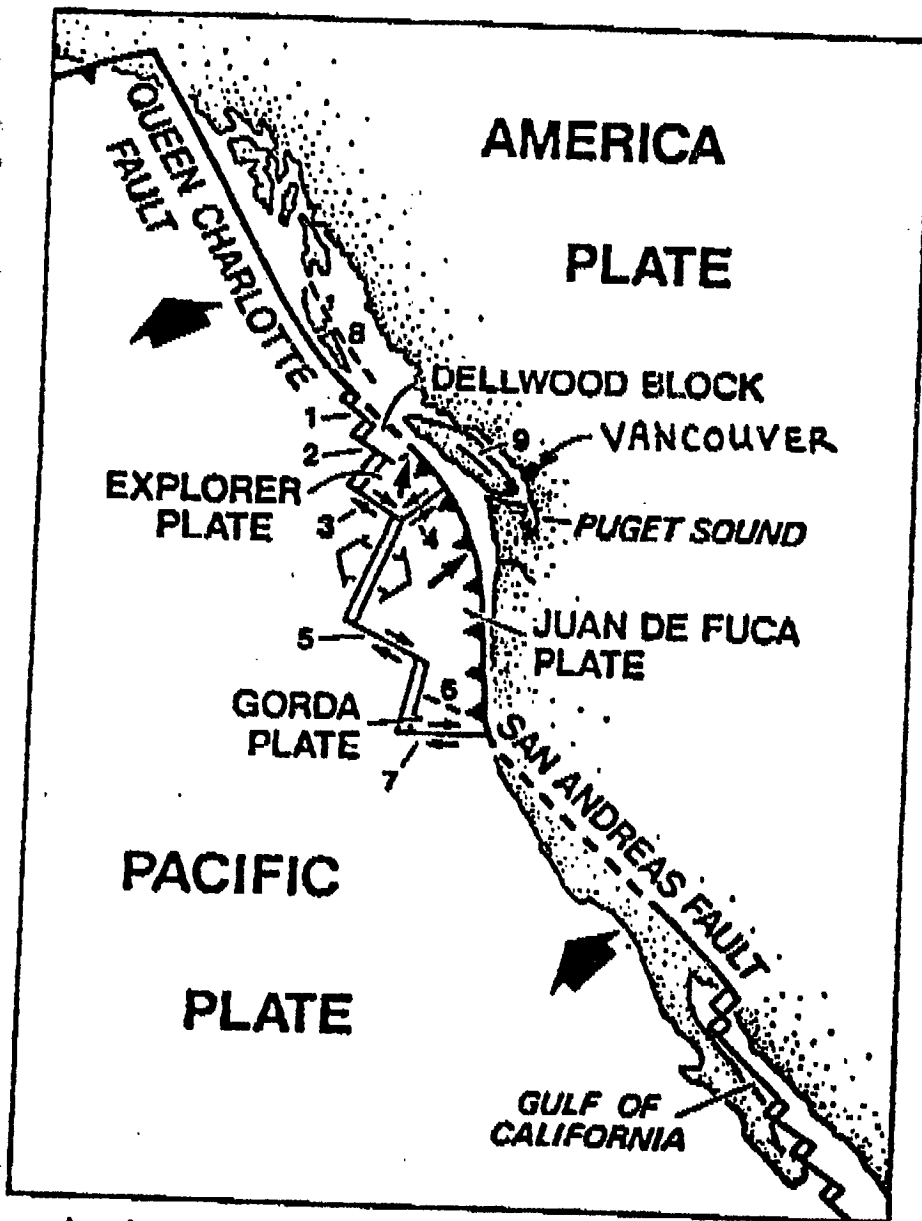 AMERICA
PLATE
QUEEN CHARLOTTE
FAULT
8
DELLWOOD BLOCK
1
9
VANCOUVER
2
EXPLORER
PLATE
3
4
PUGET SOUND
5
JUAN DE FUCA
PLATE
6
GORDA
PLATE
7
SAN ANDREAS FAULT
PACIFIC
PLATE
GULF OF
CALIFORNIA